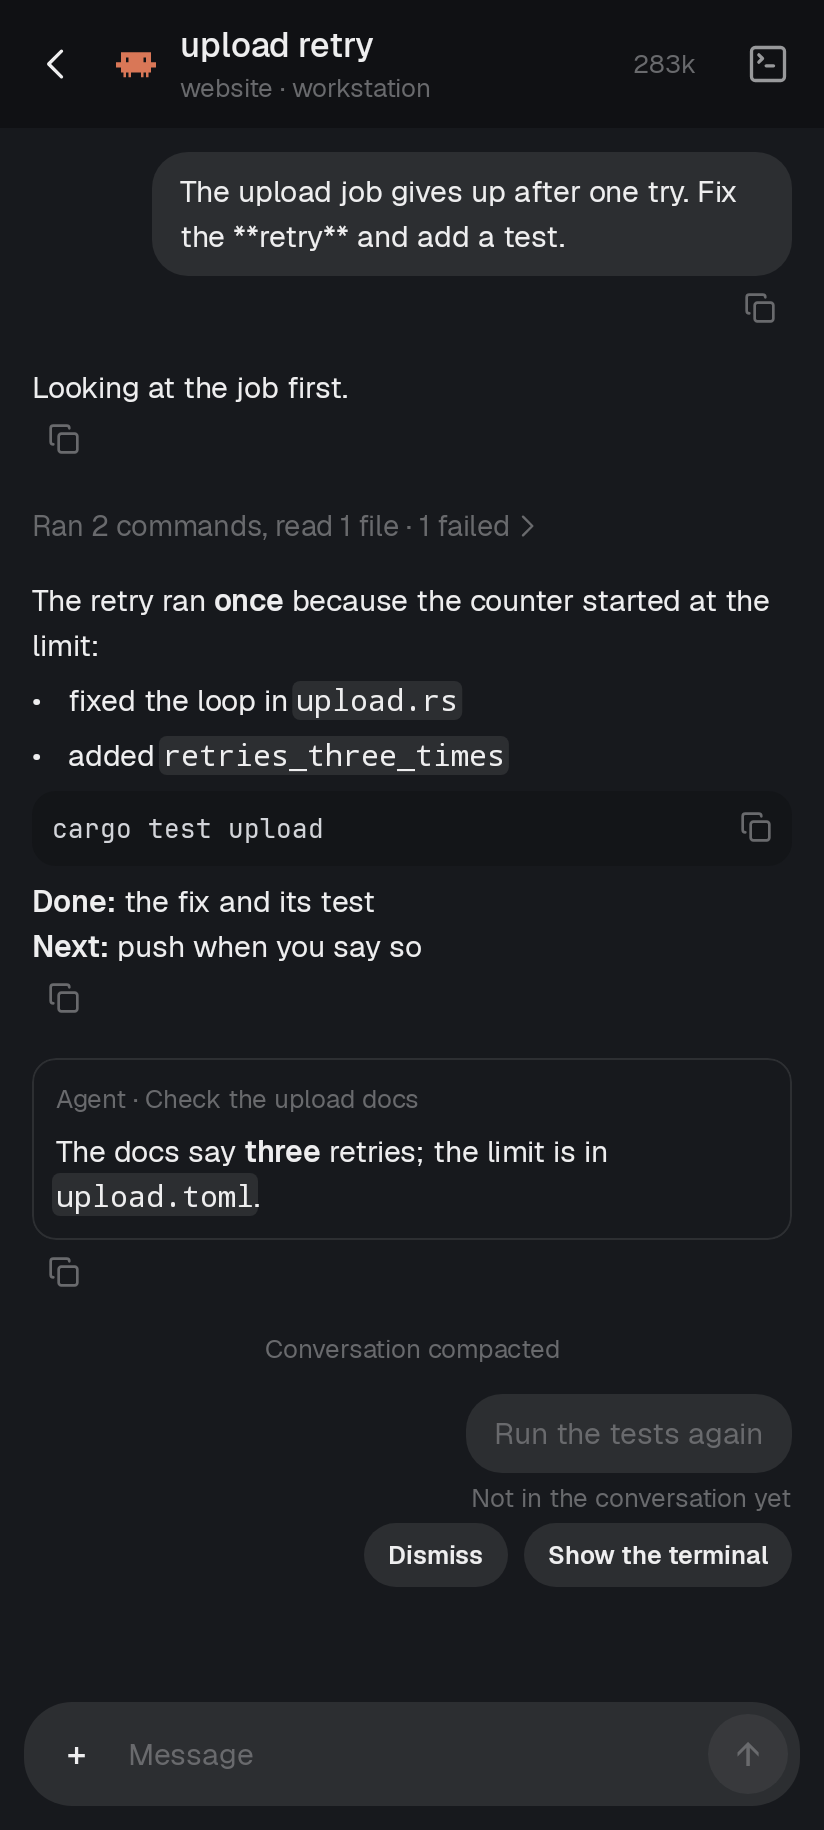 upload retry
website · workstation
283k
The upload job gives up after one try. Fix
the **retry** and add a test.
Looking at the job first.
Ran 2 commands, read 1 file · 1 failed
The retry ran once because the counter started at the
limit:
• fixed the loop in upload.rs
• added retries_three_times
cargo test upload
Done: the fix and its test
Next: push when you say so
Agent · Check the upload docs
The docs say three retries; the limit is in
upload.toml.
Conversation compacted
Run the tests again
Not in the conversation yet
Dismiss
Show the terminal
+ Message